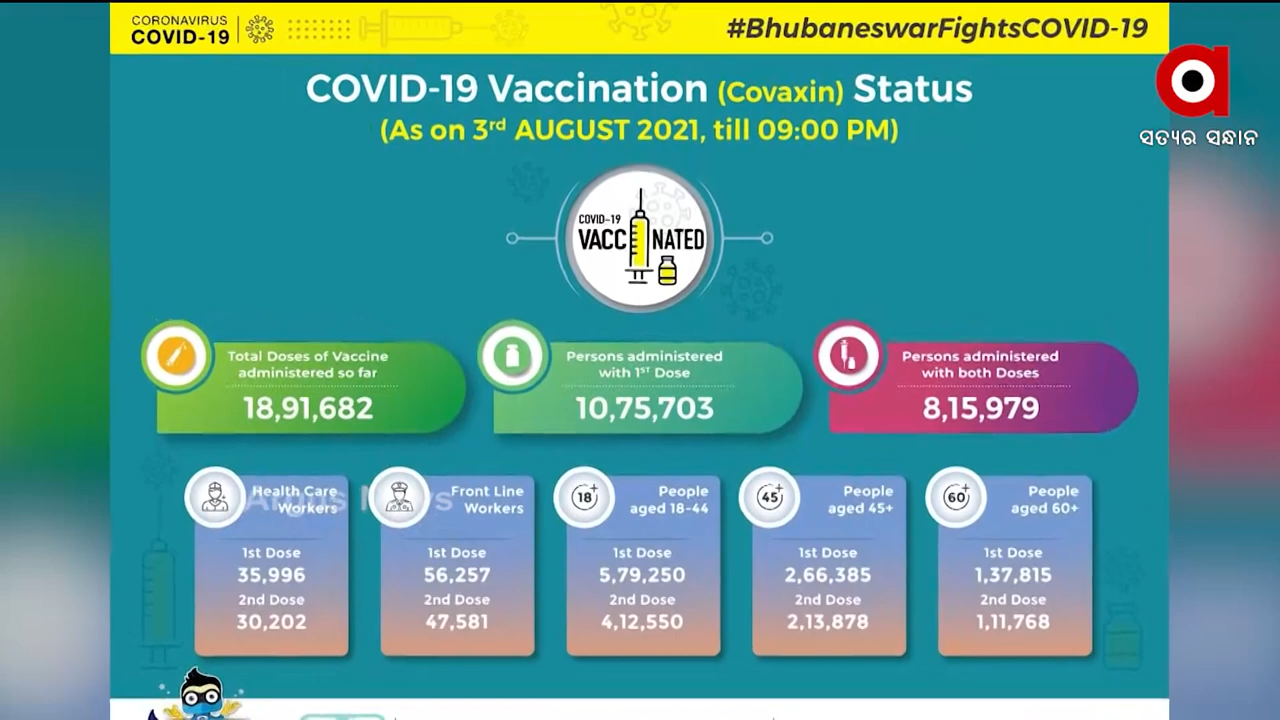 CORONAVIRUS
COVID-19
#BhubaneswarFightsCOVID-19
ସତ୍ୟର ସନ୍ଧାନ
COVID-19 Vaccination (Covaxin) Status
(As on 3rd AUGUST 2021, till 09:00 PM)
COVID-19
VACCINATED
Total Doses of Vaccine
administered so far
18,91,682
Persons administered
with 1ST Dose
10,75,703
Persons administered
with both Doses
8,15,979
Argus News
Health Care
Workers
1st Dose
35,996
2nd Dose
30,202
Front Line
Workers
1st Dose
56,257
2nd Dose
47,581
18+
People
aged 18-44
1st Dose
5,79,250
2nd Dose
4,12,550
45+
People
aged 45+
1st Dose
2,66,385
2nd Dose
2,13,878
60+
People
aged 60+
1st Dose
1,37,815
2nd Dose
1,11,768